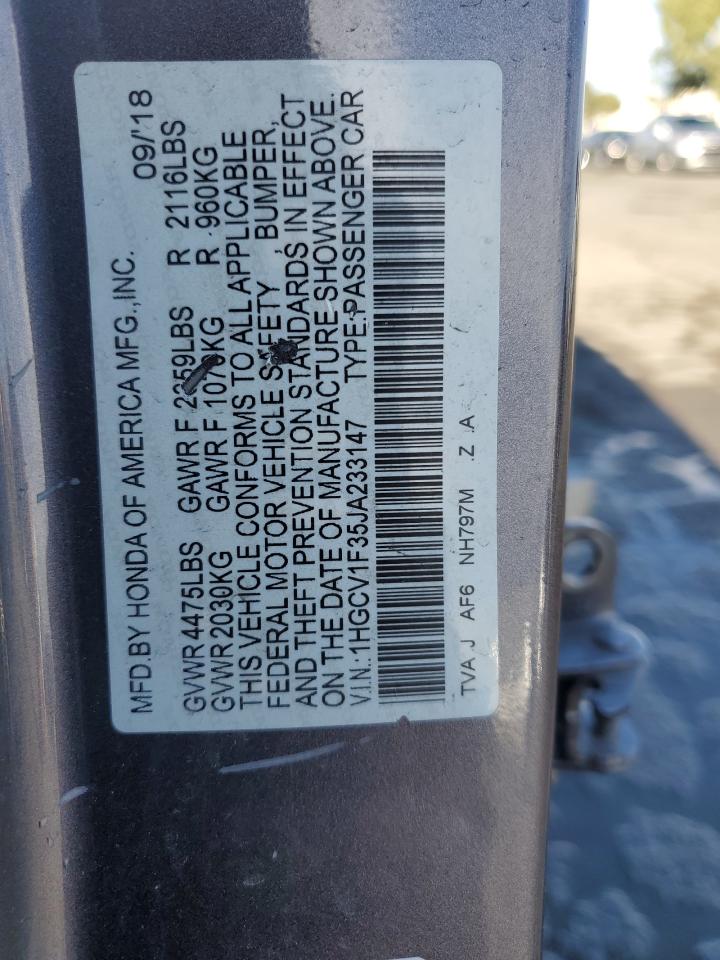 MFD.BY HONDA OF AMERICA MFG.,INC. 09/'18
GVWR 4475LBS GAWR F 2359LBS R 2116LBS
GVWR 2030KG GAWR F KG R 960KG
THIS VEHICLE CONFORMS TO ALL APPLICABLE
FEDERAL MOTOR VEHICLE SAFETY , BUMPER,
AND THEFT PREVENTION STANDARDS IN EFFECT
ON THE DATE OF MANUFACTURE SHOWN ABOVE.
V.I.N.:1HGCV1F35JA233147 TYPE:PASSENGER CAR
TVA J AF6 NH797M .Z .A